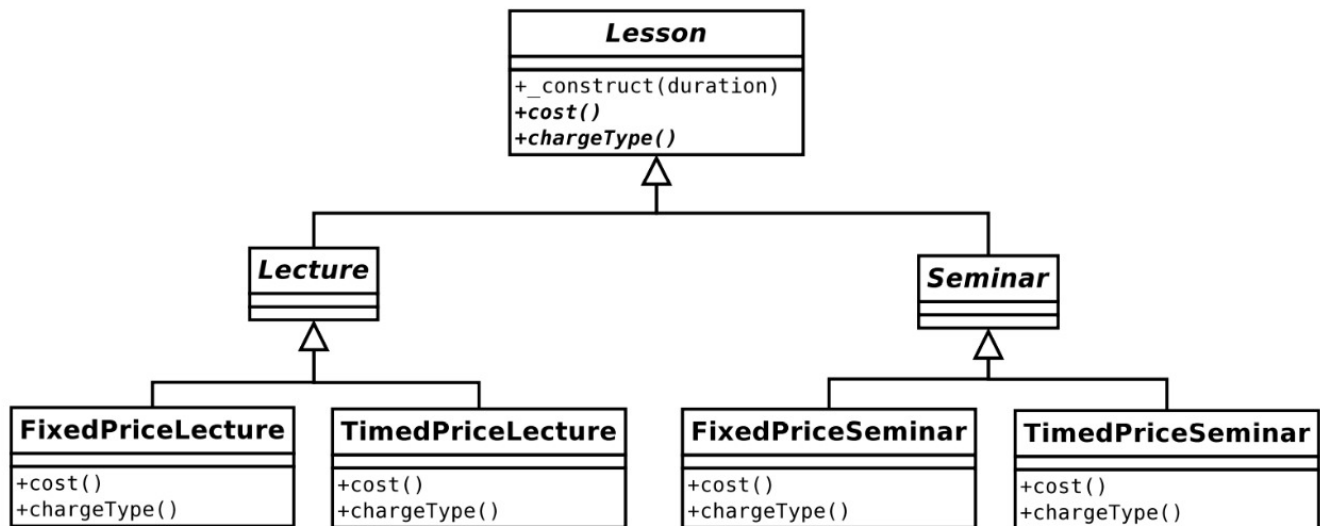 Lesson
+_construct(duration)
+cost()
+chargeType()
Lecture
Seminar
FixedPriceLecture
+cost()
+chargeType()
TimedPriceLecture
+cost()
+chargeType()
FixedPriceSeminar
+cost()
+chargeType()
TimedPriceSeminar
+cost()
+chargeType()